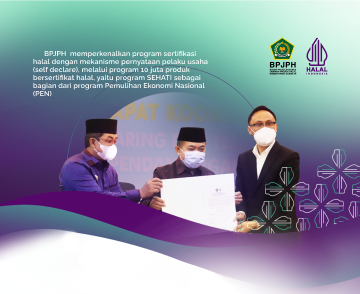 BPJPH memperkenalkan program sertifikasi
halal dengan mekanisme pernyataan pelaku usaha
(self declare), melalui program 10 juta produk
bersertifikat halal, yaitu program SEHATI sebagai
bagian dari program Pemulihan Ekonomi Nasional
(PEN)
BPJPH
HALAL
INDONESIA